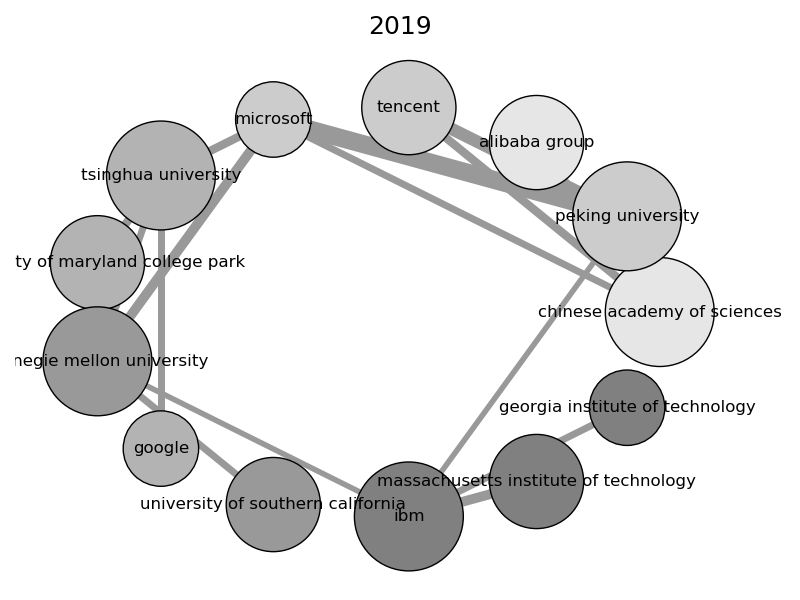 2019
tencent
microsoft
alibaba group
tsinghua university
peking university
ty of maryland college park
chinese academy of sciences
negie mellon university
georgia institute of technology
google
massachusetts institute of technology
university of southern california
ibm